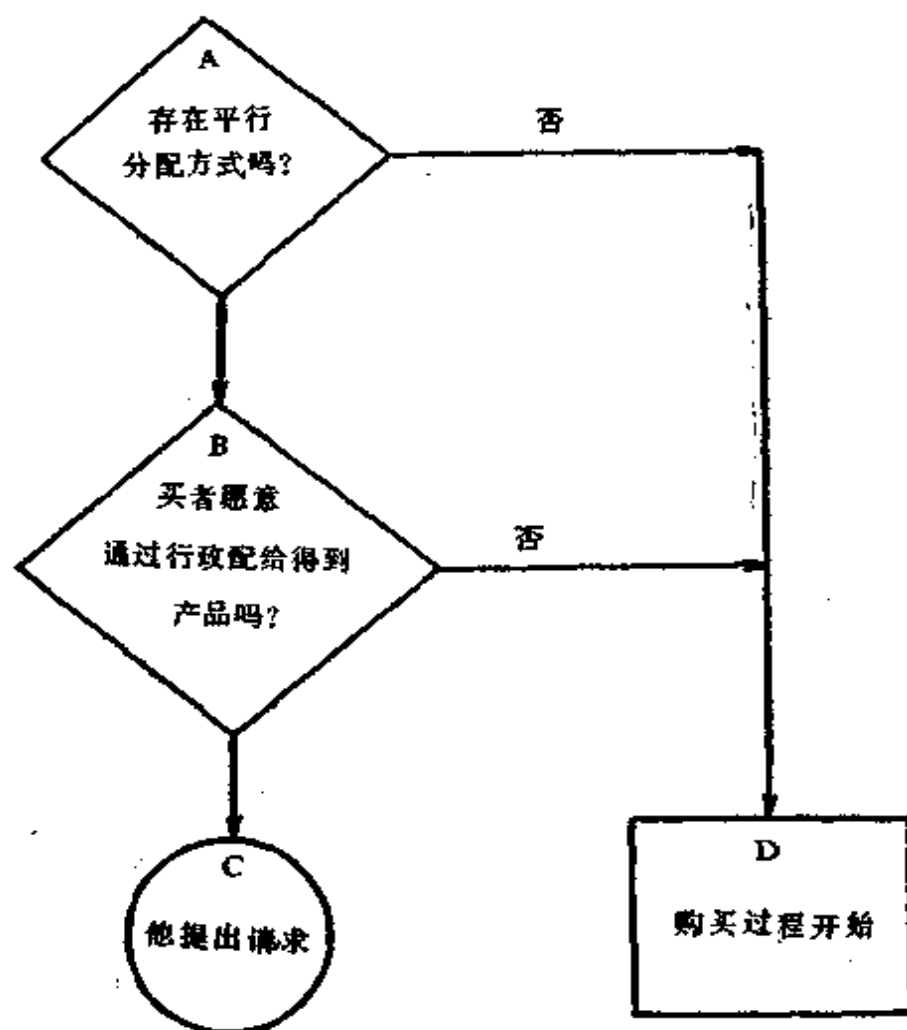 A
存在平行
分配方式吗?
否
B
买者愿意
通过行政配给得到
产品吗?
否
C
他提出请求
D
购买过程开始